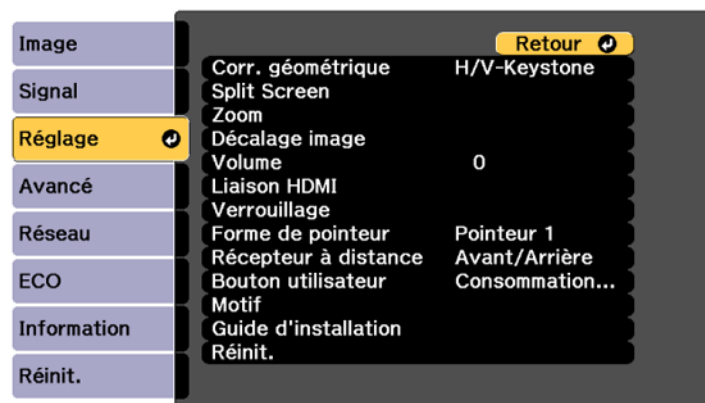 Image
Signal
Réglage
Avancé
Réseau
ECO
Information
Réinit.
Retour
Corr. géométrique H/V-Keystone
Split Screen
Zoom
Décalage image
Volume 0
Liaison HDMI
Verrouillage
Forme de pointeur Pointeur 1
Récepteur à distance Avant/Arrière
Bouton utilisateur Consommation...
Motif
Guide d'installation
Réinit.